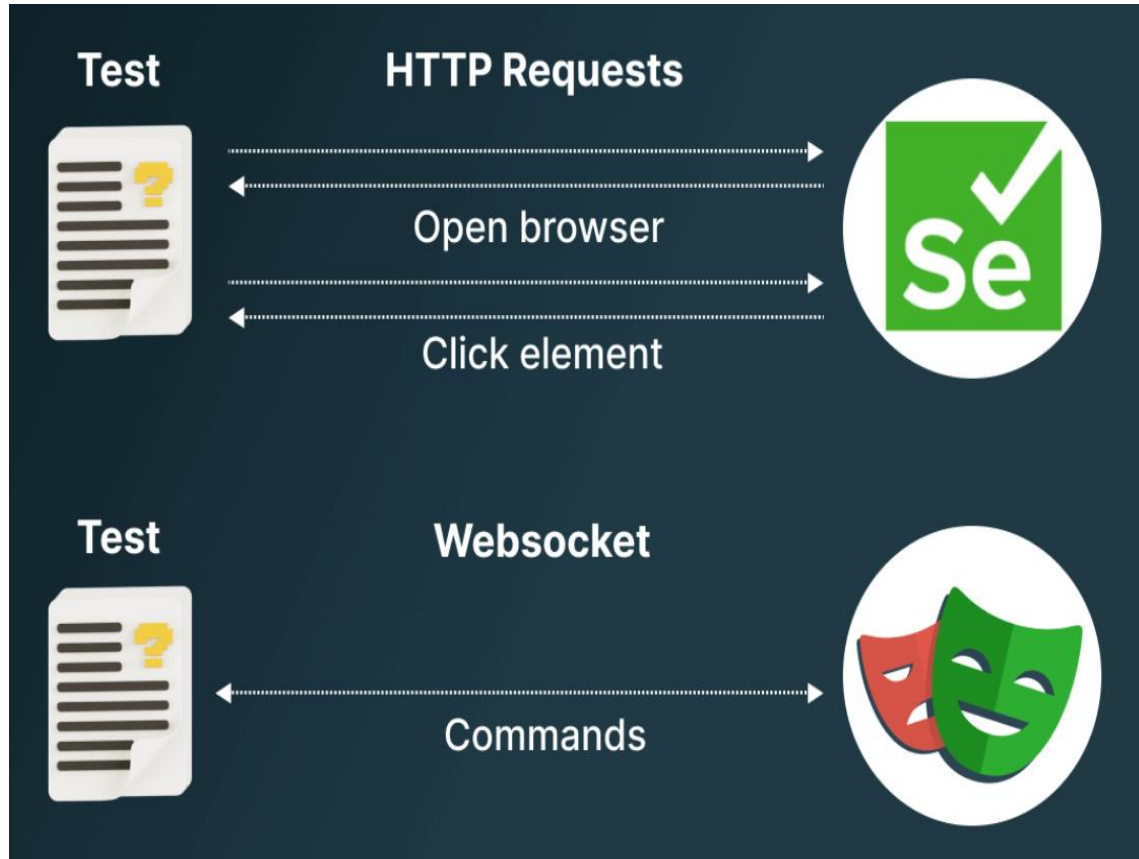 Test
HTTP Requests
?
Open browser
Click element
Se
Test
Websocket
?
Commands